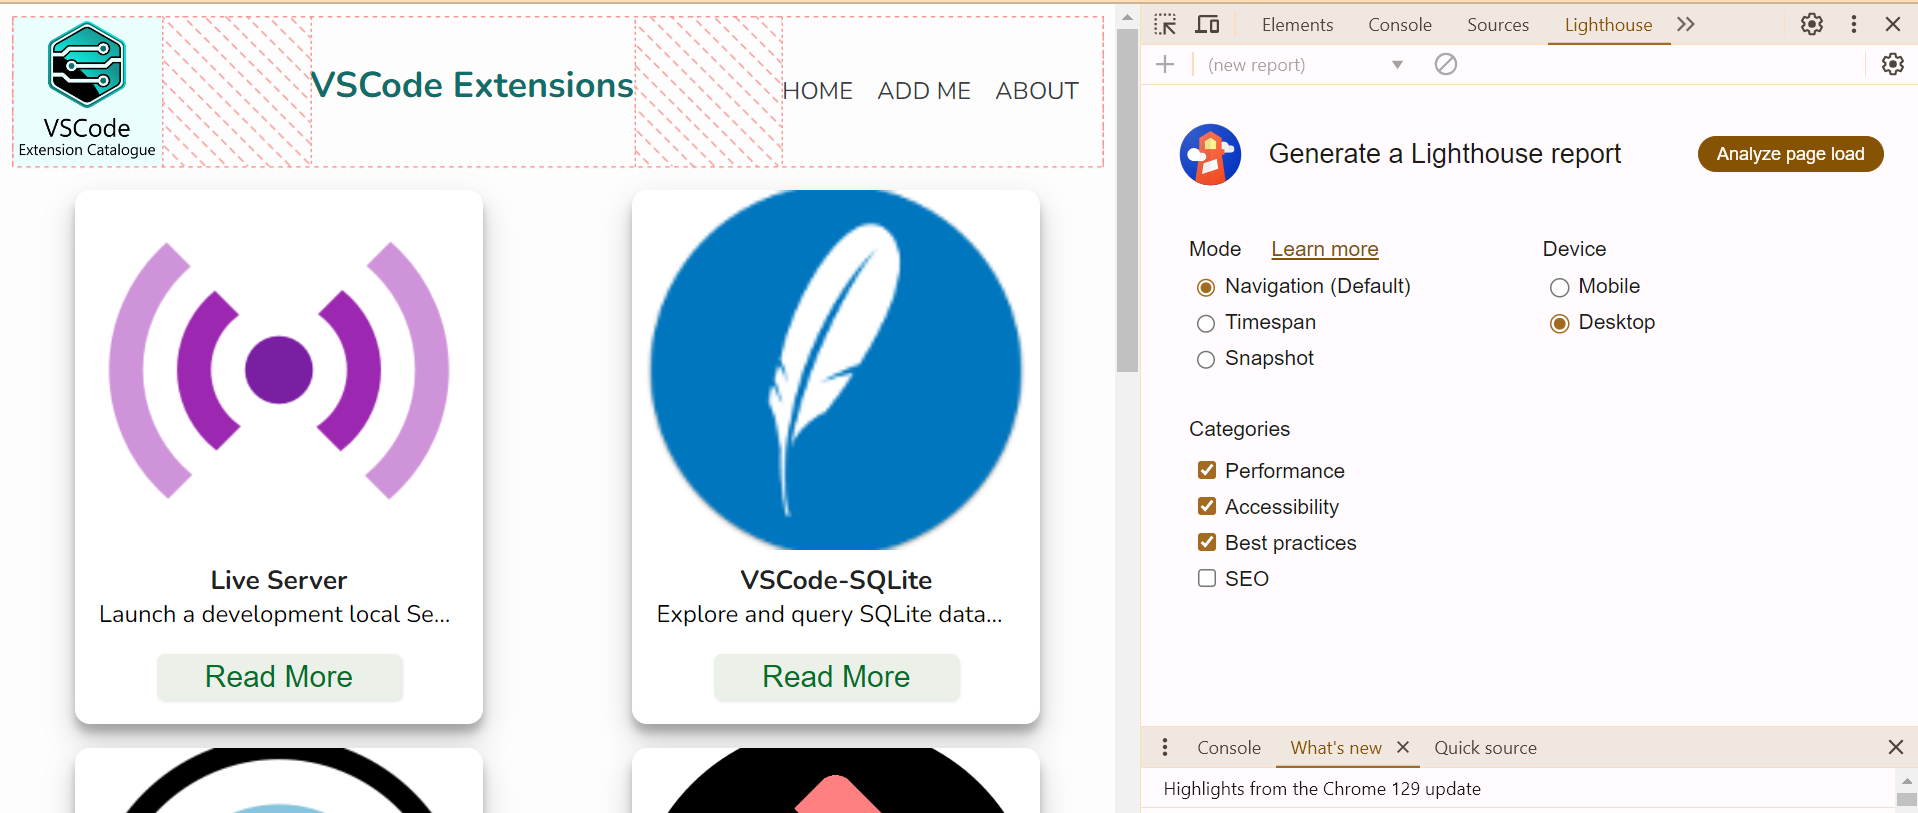 VSCode
Extension Catalogue
VSCode Extensions
HOME ADD ME ABOUT
Live Server
Launch a development local Se...
Read More
VSCode-SQLite
Explore and query SQLite data...
Read More
Elements Console Sources Lighthouse
(new report)
Generate a Lighthouse report
Analyze page load
Mode Learn more
Navigation (Default)
Timespan
Snapshot
Device
Mobile
Desktop
Categories
Performance
Accessibility
Best practices
SEO
Console What's new Quick source
Highlights from the Chrome 129 update